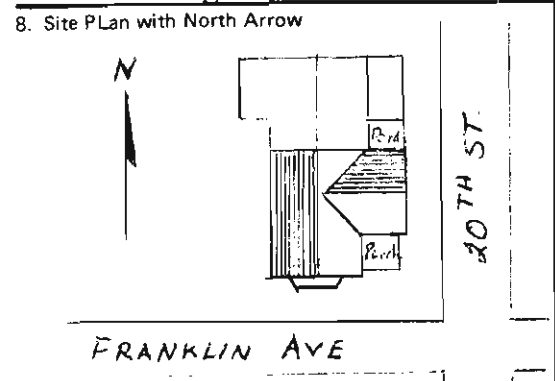 8. Site PLan with North Arrow
N
Porch
Porch
20TH ST.
FRANKLIN AVE